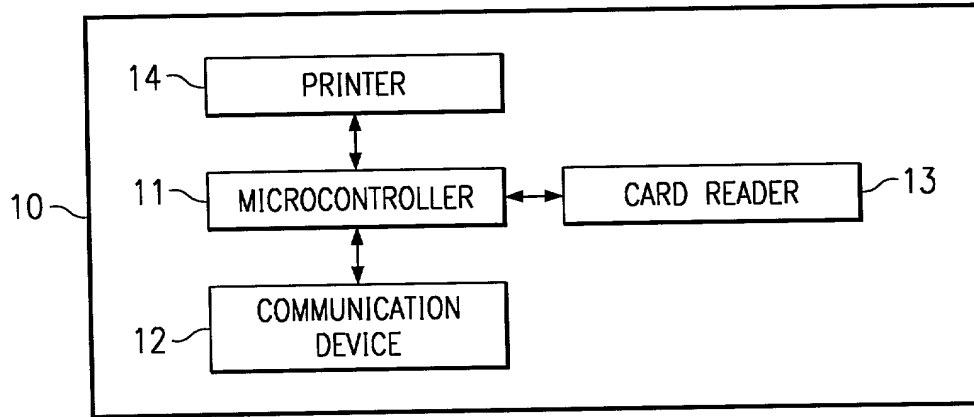 14
PRINTER
10
11
MICROCONTROLLER
CARD READER
13
12
COMMUNICATION
DEVICE